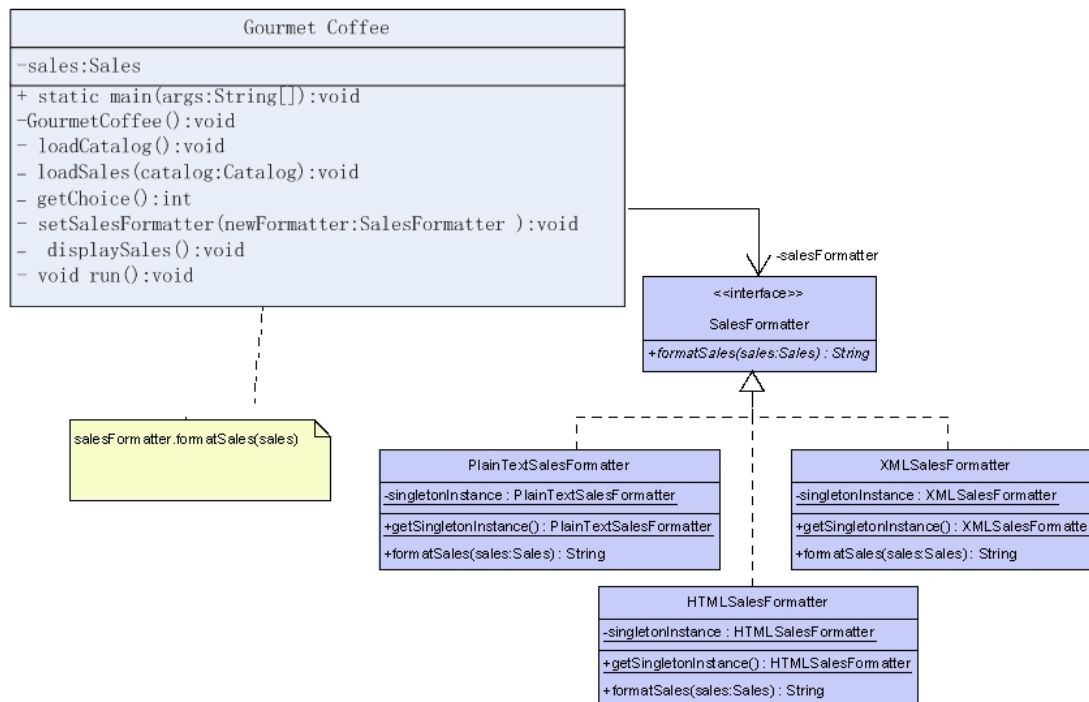 Gourmet Coffee
-sales:Sales
+ static main(args:String[]):void
-GourmetCoffee():void
- loadCatalog():void
- loadSales(catalog:Catalog):void
- getChoice():int
- setSalesFormatter(newFormatter:SalesFormatter ):void
- displaySales():void
- void run():void
-salesFormatter
<<interface>>
SalesFormatter
+formatSales(sales:Sales) : String
salesFormatter.formatSales(sales)
PlainTextSalesFormatter
-singletonInstance : PlainTextSalesFormatter
+getSingletonInstance() : PlainTextSalesFormatter
+formatSales(sales:Sales) : String
XMLSalesFormatter
-singletonInstance : XMLSalesFormatter
+getSingletonInstance() : XMLSalesFormatte
+formatSales(sales:Sales) : String
HTMLSalesFormatter
-singletonInstance : HTMLSalesFormatter
+getSingletonInstance() : HTMLSalesFormatter
+formatSales(sales:Sales) : String